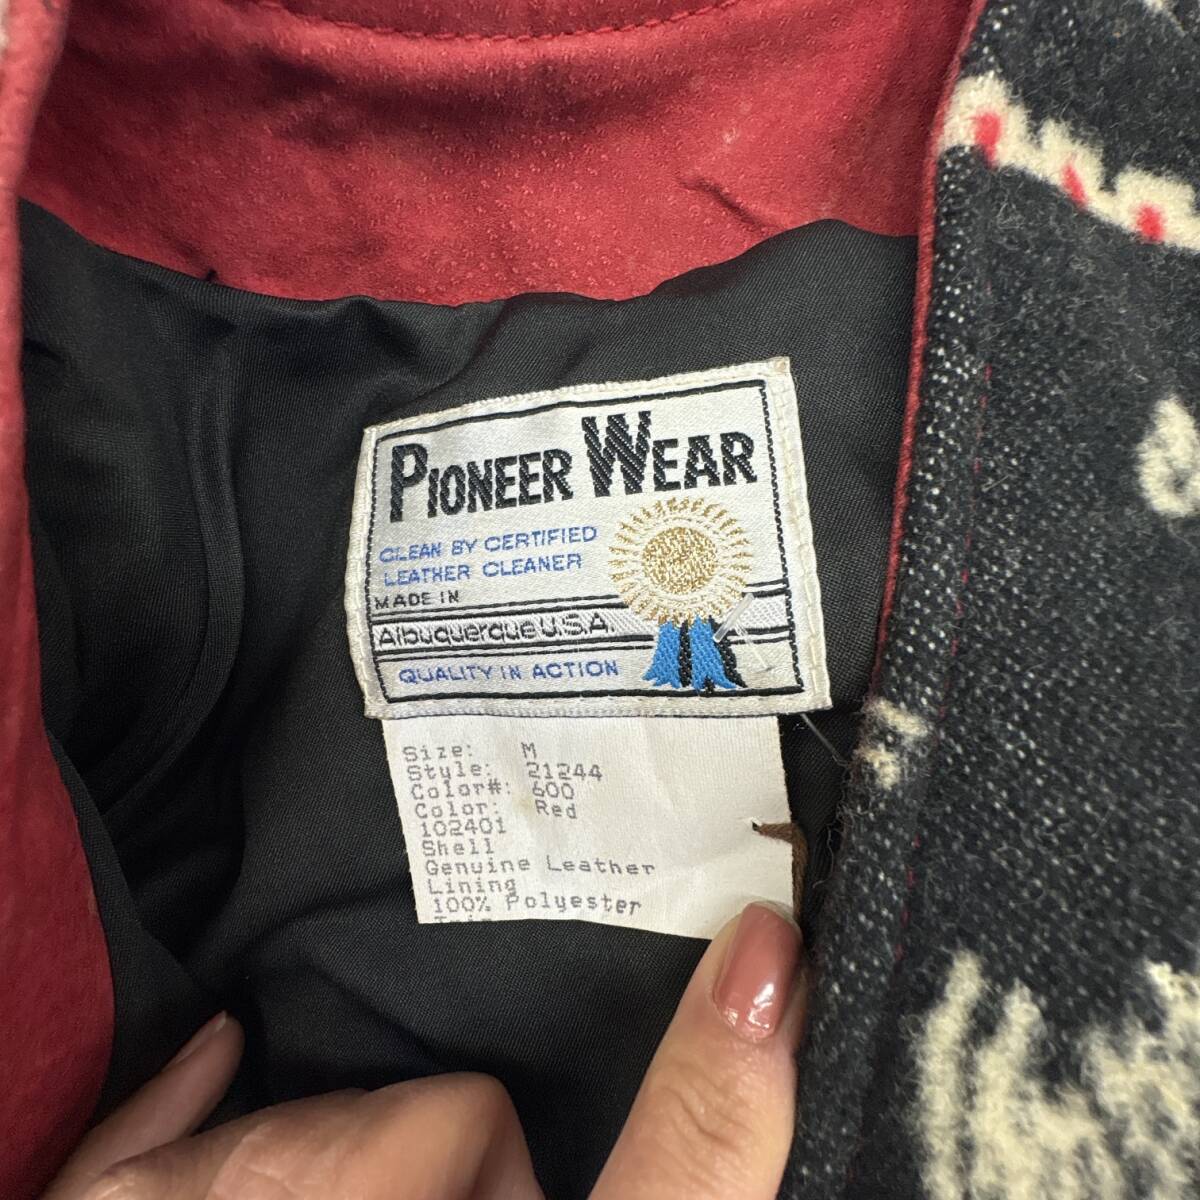 PIONEER WEAR
CLEAN BY CERTIFIED
LEATHER CLEANER
MADE IN
Albuquerque U.S.A.
QUALITY IN ACTION
Size: M
Style: 21244
Color#: 600
Color: Red
102401
Shell
Genuine Leather
Lining
100% Polyester